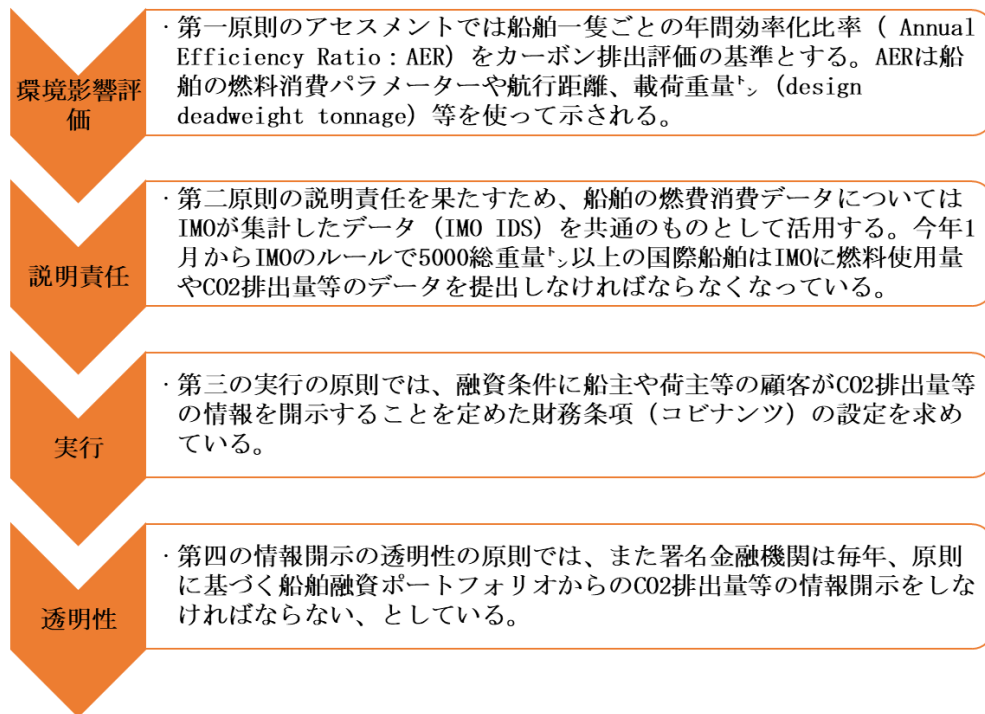 環境影響評
価
・第一原則のアセスメントでは船舶一隻ごとの年間効率化比率（ Annual
Efficiency Ratio：AER）をカーボン排出評価の基準とする。AERは船
舶の燃料消費パラメーターや航行距離、載荷重量㌧（design
deadweight tonnage）等を使って示される。
説明責任
・第二原則の説明責任を果たすため、船舶の燃費消費データについては
IMOが集計したデータ（IMO IDS）を共通のものとして活用する。今年1
月からIMOのルールで5000総重量㌧以上の国際船舶はIMOに燃料使用量
やCO2排出量等のデータを提出しなければならなくなっている。
実行
・第三の実行の原則では、融資条件に船主や荷主等の顧客がCO2排出量等
の情報を開示することを定めた財務条項（コビナンツ）の設定を求め
ている。
透明性
・第四の情報開示の透明性の原則では、また署名金融機関は毎年、原則
に基づく船舶融資ポートフォリオからのCO2排出量等の情報開示をしな
ければならない、としている。